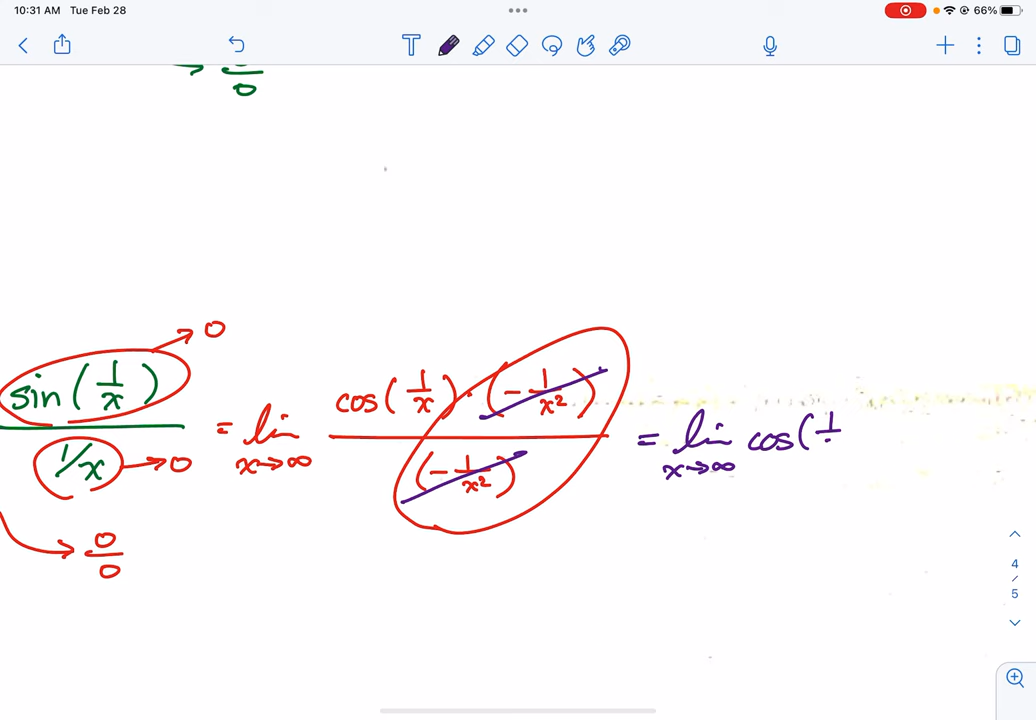 10:31 AM Tue Feb 28 66%
0
0
sin (1/x) → 0
1/x → 0
→ 0/0
= lim x→∞ cos (1/x) · (- 1/x²)
(- 1/x²)
= lim x→∞ cos(1
4
/
5